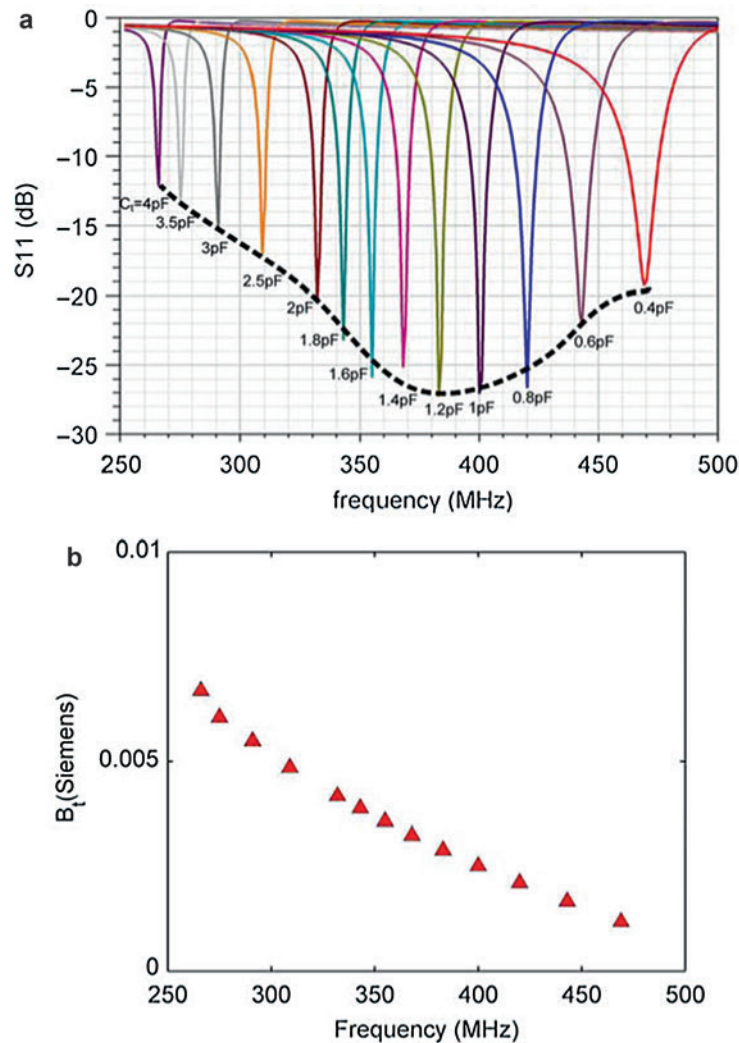 a
0
−5
−10
−15
−20
−25
−30
S11 (dB)
Ct=4pF
3.5pF
3pF
2.5pF
2pF
1.8pF
1.6pF
1.4pF
1.2pF
1pF
0.8pF
0.6pF
0.4pF
250 300 350 400 450 500
frequency (MHz)
b
0.01
0.005
0
Bt(Siemens)
250 300 350 400 450 500
Frequency (MHz)